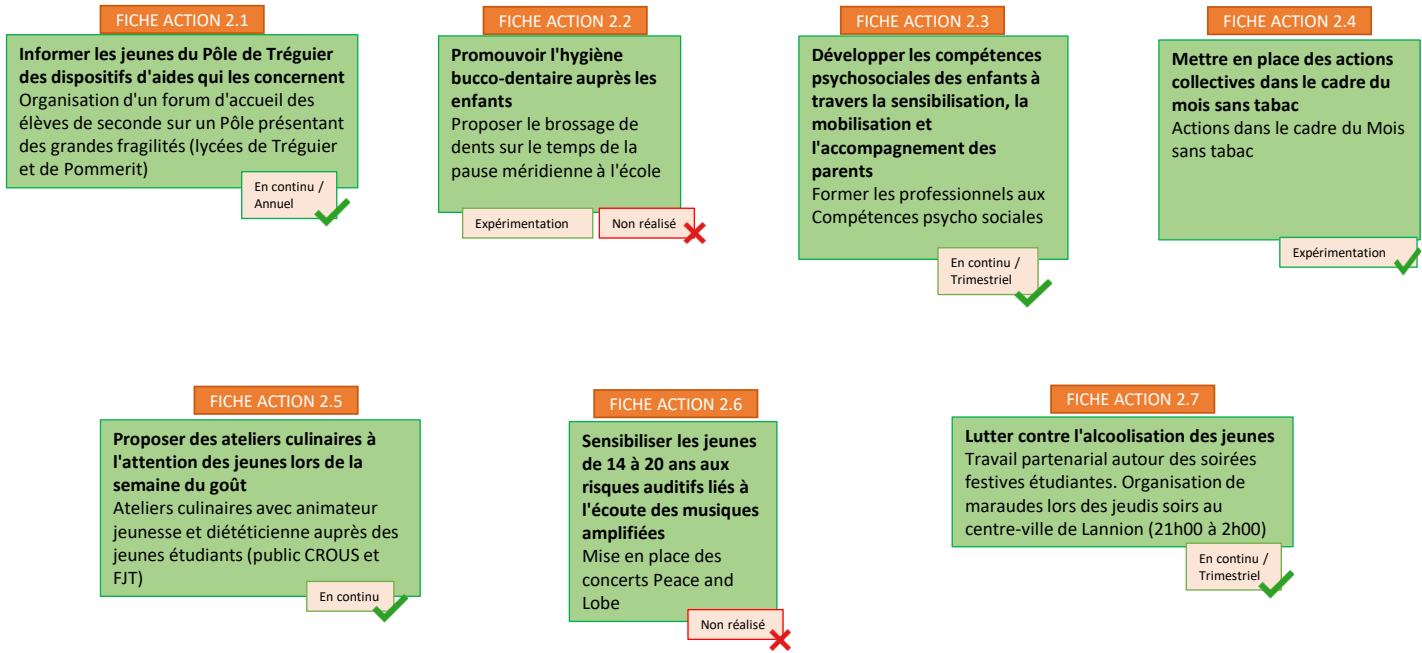 FICHE ACTION 2.1
Informer les jeunes du Pôle de Tréguier
des dispositifs d'aides qui les concernent
Organisation d'un forum d'accueil des
élèves de seconde sur un Pôle présentant
des grandes fragilités (lycées de Tréguier
et de Pommerit)
En continu /
Annuel
FICHE ACTION 2.2
Promouvoir l'hygiène
bucco-dentaire auprès les
enfants
Proposer le brossage de
dents sur le temps de la
pause méridienne à l'école
Expérimentation
Non réalisé
FICHE ACTION 2.3
Développer les compétences
psychosociales des enfants à
travers la sensibilisation, la
mobilisation et
l'accompagnement des
parents
Former les professionnels aux
Compétences psycho sociales
En continu /
Trimestriel
FICHE ACTION 2.4
Mettre en place des actions
collectives dans le cadre du
mois sans tabac
Actions dans le cadre du Mois
sans tabac
Expérimentation
FICHE ACTION 2.5
Proposer des ateliers culinaires à
l'attention des jeunes lors de la
semaine du goût
Ateliers culinaires avec animateur
jeunesse et diététicienne auprès des
jeunes étudiants (public CROUS et
FJT)
En continu
FICHE ACTION 2.6
Sensibiliser les jeunes
de 14 à 20 ans aux
risques auditifs liés à
l'écoute des musiques
amplifiées
Mise en place des
concerts Peace and
Lobe
Non réalisé
FICHE ACTION 2.7
Lutter contre l'alcoolisation des jeunes
Travail partenarial autour des soirées
festives étudiantes. Organisation de
maraudes lors des jeudis soirs au
centre-ville de Lannion (21h00 à 2h00)
En continu /
Trimestriel